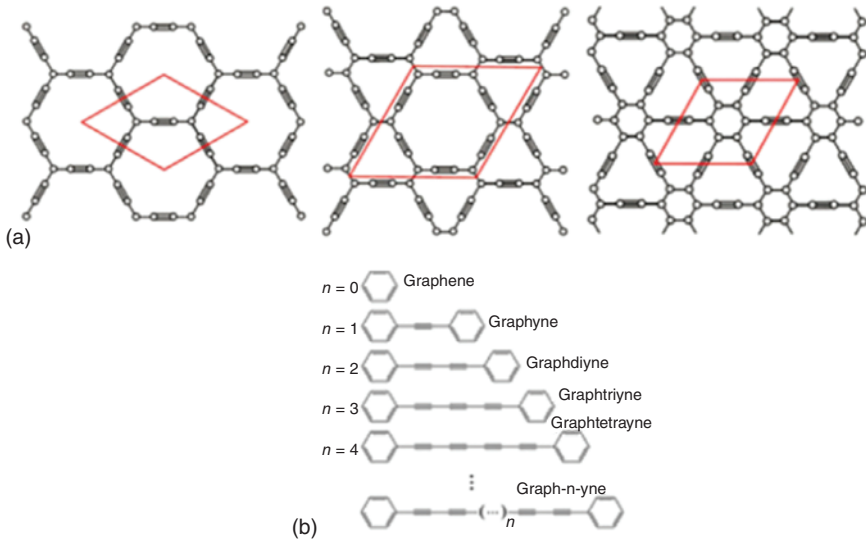 (a)
n = 0 Graphene
n = 1 Graphyne
n = 2 Graphdiyne
n = 3 Graphtriyne
Graphtetrayne
n = 4
Graph-n-yne
(b) (...)n